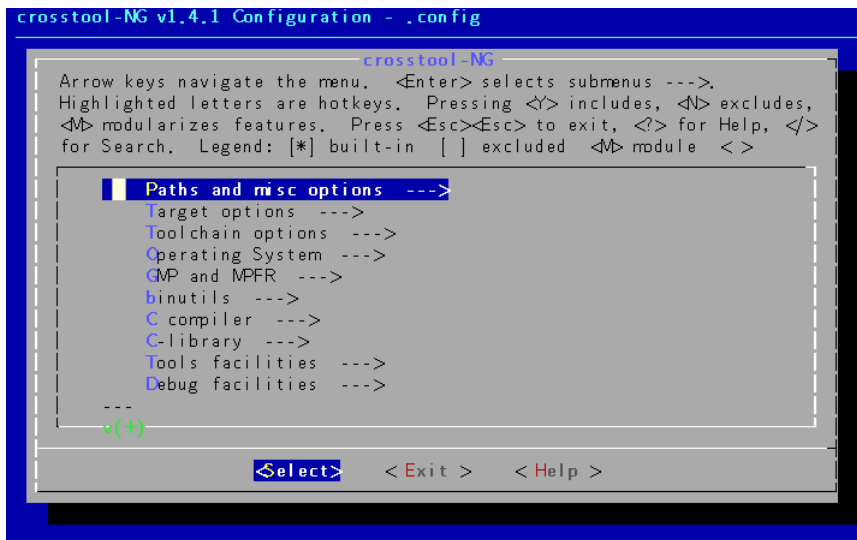 crosstool-NG v1.4.1 Configuration - .config
crosstool-NG
Arrow keys navigate the menu. <Enter> selects submenus --->.
Highlighted letters are hotkeys. Pressing <Y> includes, <N> excludes,
<M> modularizes features. Press <Esc><Esc> to exit, <?> for Help, </>
for Search. Legend: [*] built-in [ ] excluded <M> module < >
Paths and misc options --->
Target options --->
Toolchain options --->
Operating System --->
GMP and MPFR --->
binutils --->
C compiler --->
C-library --->
Tools facilities --->
Debug facilities --->
---
v(+)
<Select> < Exit > < Help >